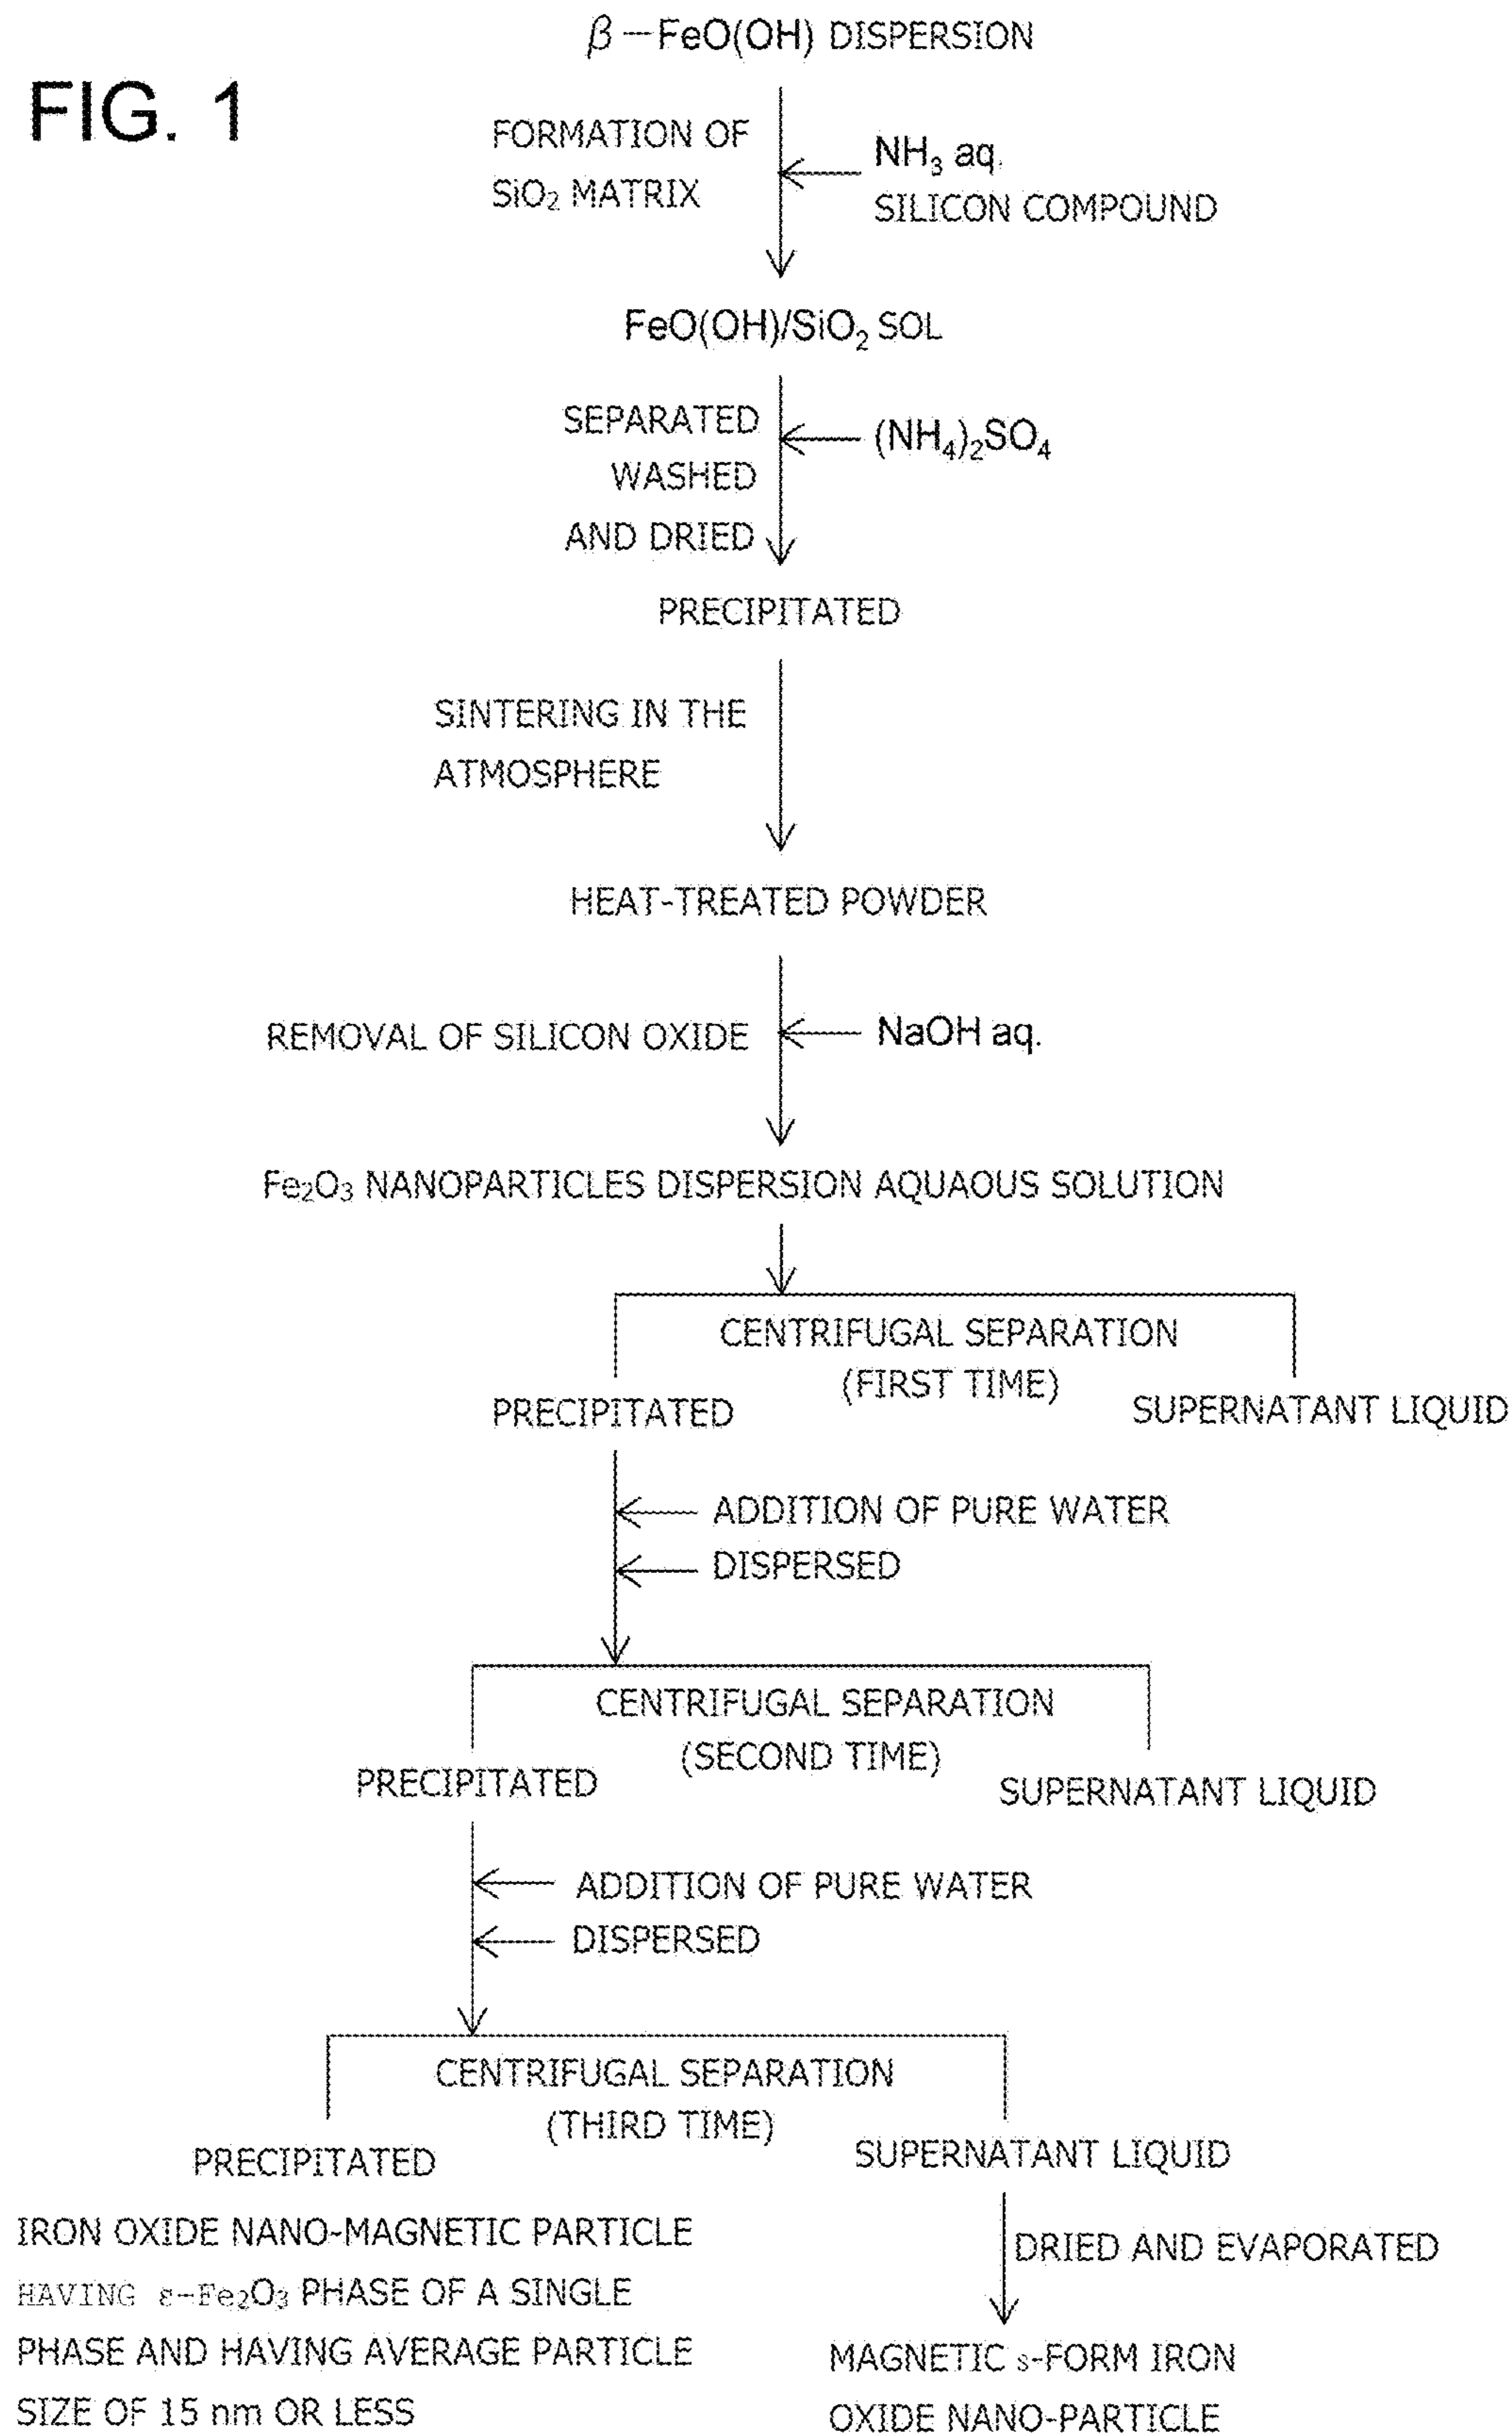 β—FeO(OH) DISPERSION
FIG. 1
FORMATION OF
SiO₂ MATRIX
NH₃ aq.
SILICON COMPOUND
FeO(OH)/SiO₂ SOL
SEPARATED
WASHED
AND DRIED
(NH₄)₂SO₄
PRECIPITATED
SINTERING IN THE
ATMOSPHERE
HEAT-TREATED POWDER
REMOVAL OF SILICON OXIDE
NaOH aq.
Fe₂O₃ NANOPARTICLES DISPERSION AQUAOUS SOLUTION
CENTRIFUGAL SEPARATION
(FIRST TIME)
PRECIPITATED
SUPERNATANT LIQUID
ADDITION OF PURE WATER
DISPERSED
CENTRIFUGAL SEPARATION
(SECOND TIME)
PRECIPITATED
SUPERNATANT LIQUID
ADDITION OF PURE WATER
DISPERSED
CENTRIFUGAL SEPARATION
(THIRD TIME)
PRECIPITATED
SUPERNATANT LIQUID
IRON OXIDE NANO-MAGNETIC PARTICLE
HAVING ε-Fe₂O₃ PHASE OF A SINGLE
PHASE AND HAVING AVERAGE PARTICLE
SIZE OF 15 nm OR LESS
DRIED AND EVAPORATED
MAGNETIC s-FORM IRON
OXIDE NANO-PARTICLE